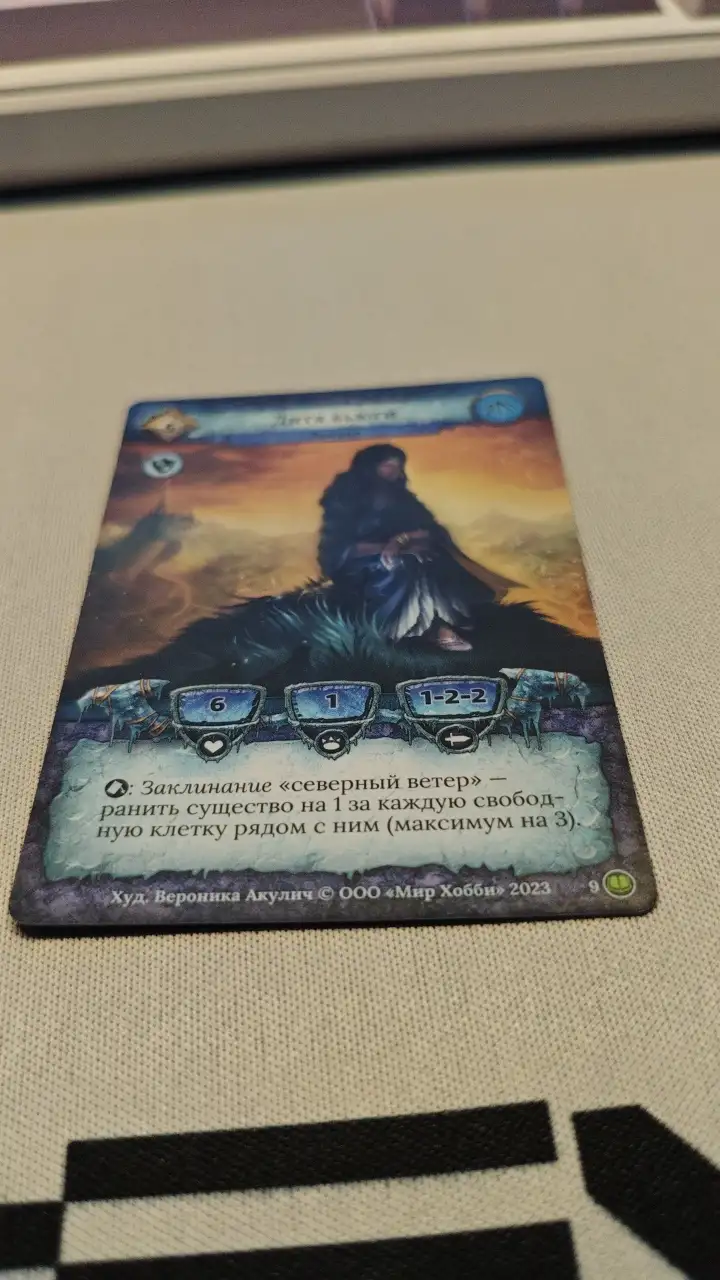 Дитя вьюги
6
1
1-2-2
: Заклинание «северный ветер» —
ранить существо на 1 за каждую свобод-
ную клетку рядом с ним (максимум на 3).
Худ. Вероника Акулич © ООО «Мир Хобби» 2023 9